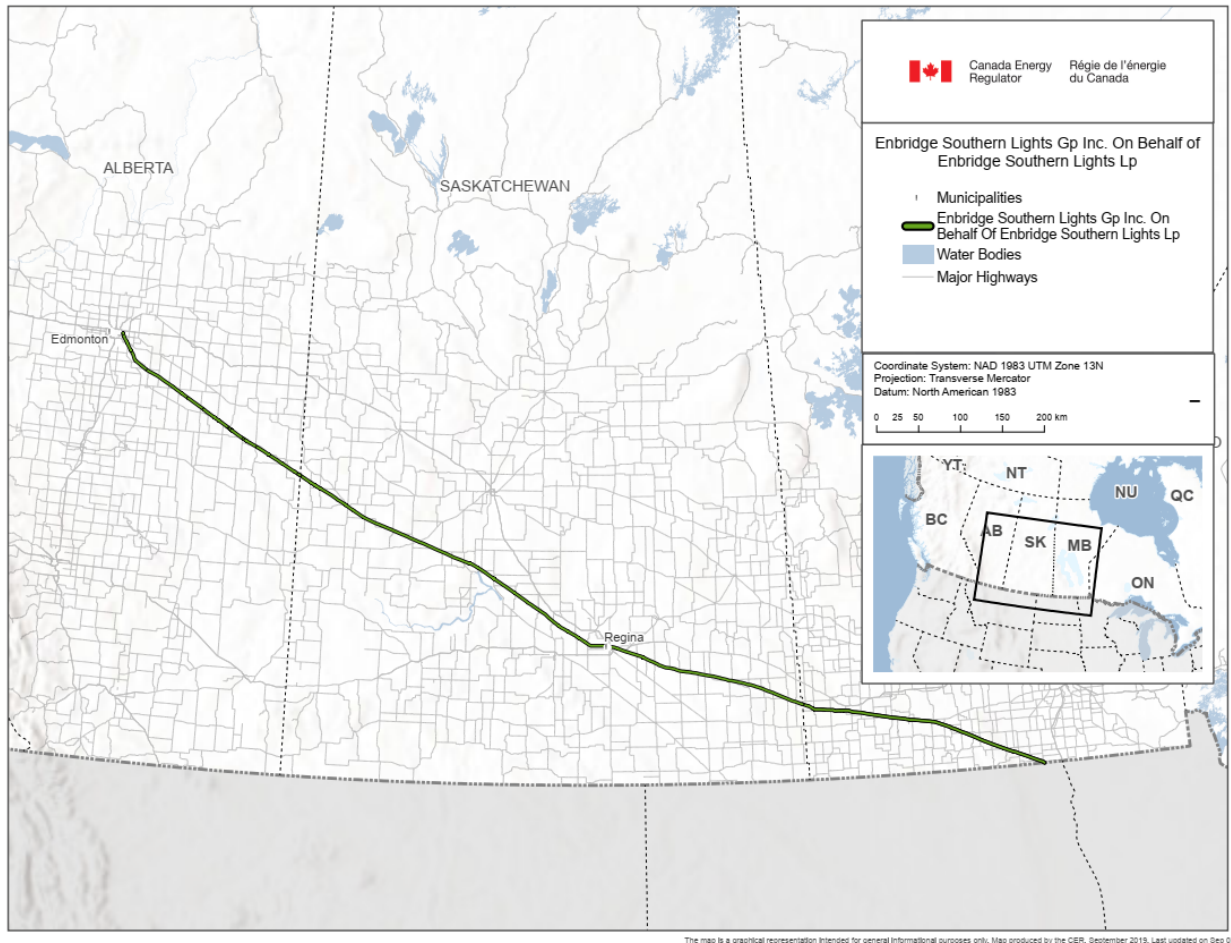 ALBERTA
SASKATCHEWAN
Edmonton
Regina
Canada Energy
Regulator
Régie de l'énergie
du Canada
Enbridge Southern Lights Gp Inc. On Behalf of
Enbridge Southern Lights Lp
Municipalities
Enbridge Southern Lights Gp Inc. On
Behalf Of Enbridge Southern Lights Lp
Water Bodies
Major Highways
Coordinate System: NAD 1983 UTM Zone 13N
Projection: Transverse Mercator
Datum: North American 1983
0 25 50 100 150 200 km
YT
NT
NU
QC
BC
AB
SK
MB
ON
The map is a graphical representation intended for general informational purposes only. Map produced by the CER, September 2019. Last updated on Sep